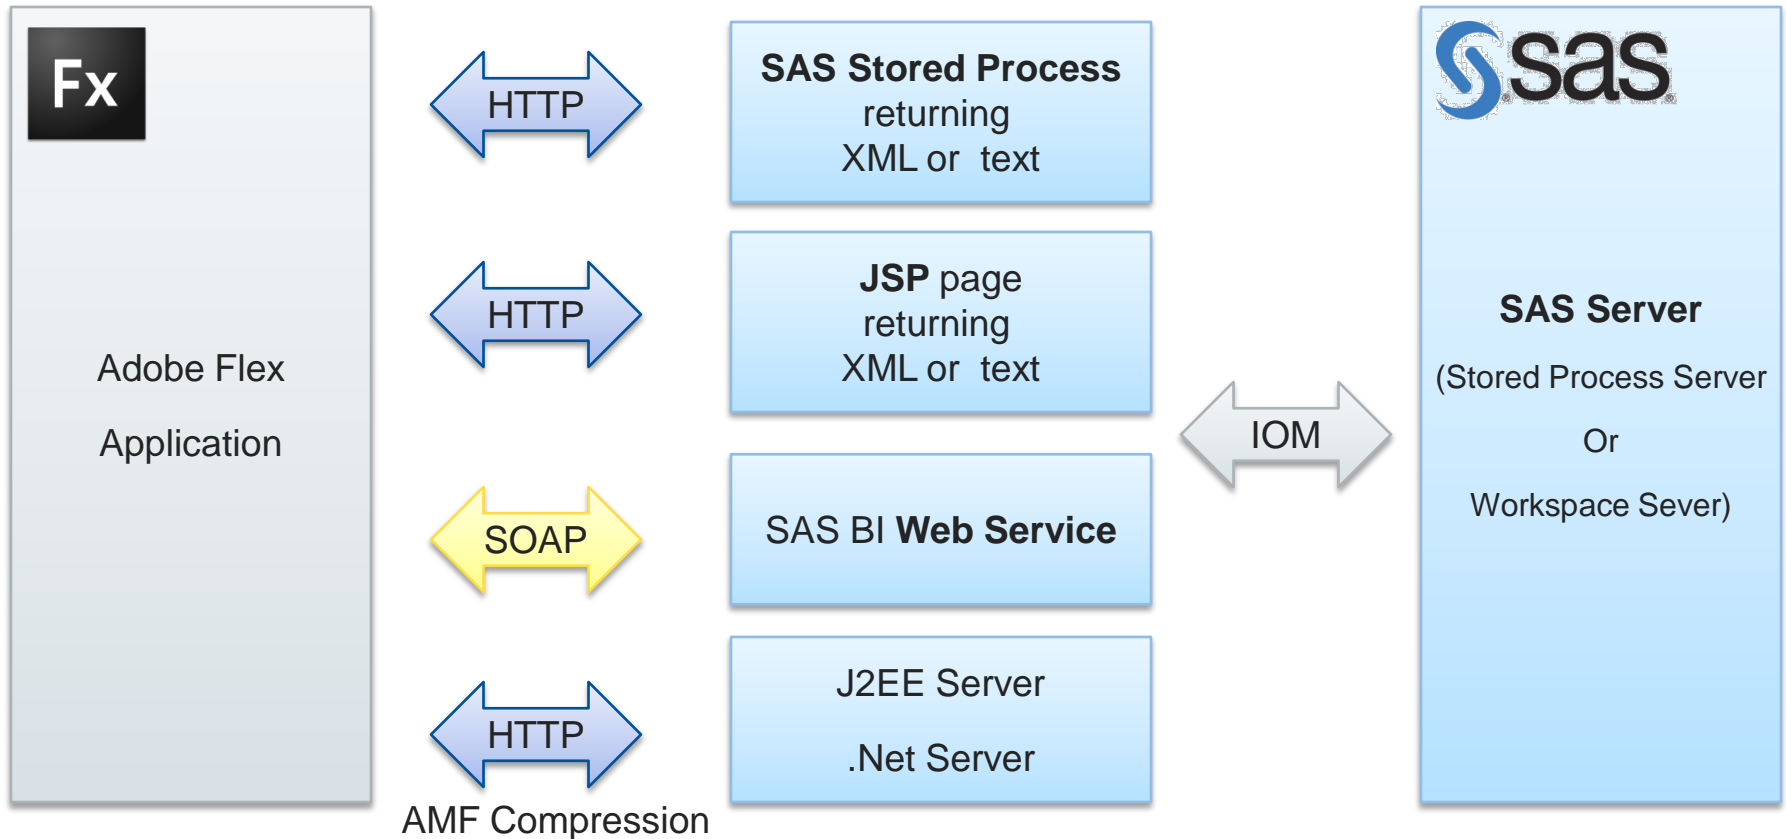 Fx
Adobe Flex
Application
HTTP
SAS Stored Process
returning
XML or text
HTTP
JSP page
returning
XML or text
SOAP
SAS BI Web Service
HTTP
AMF Compression
J2EE Server
.Net Server
IOM
sas
SAS Server
(Stored Process Server
Or
Workspace Sever)